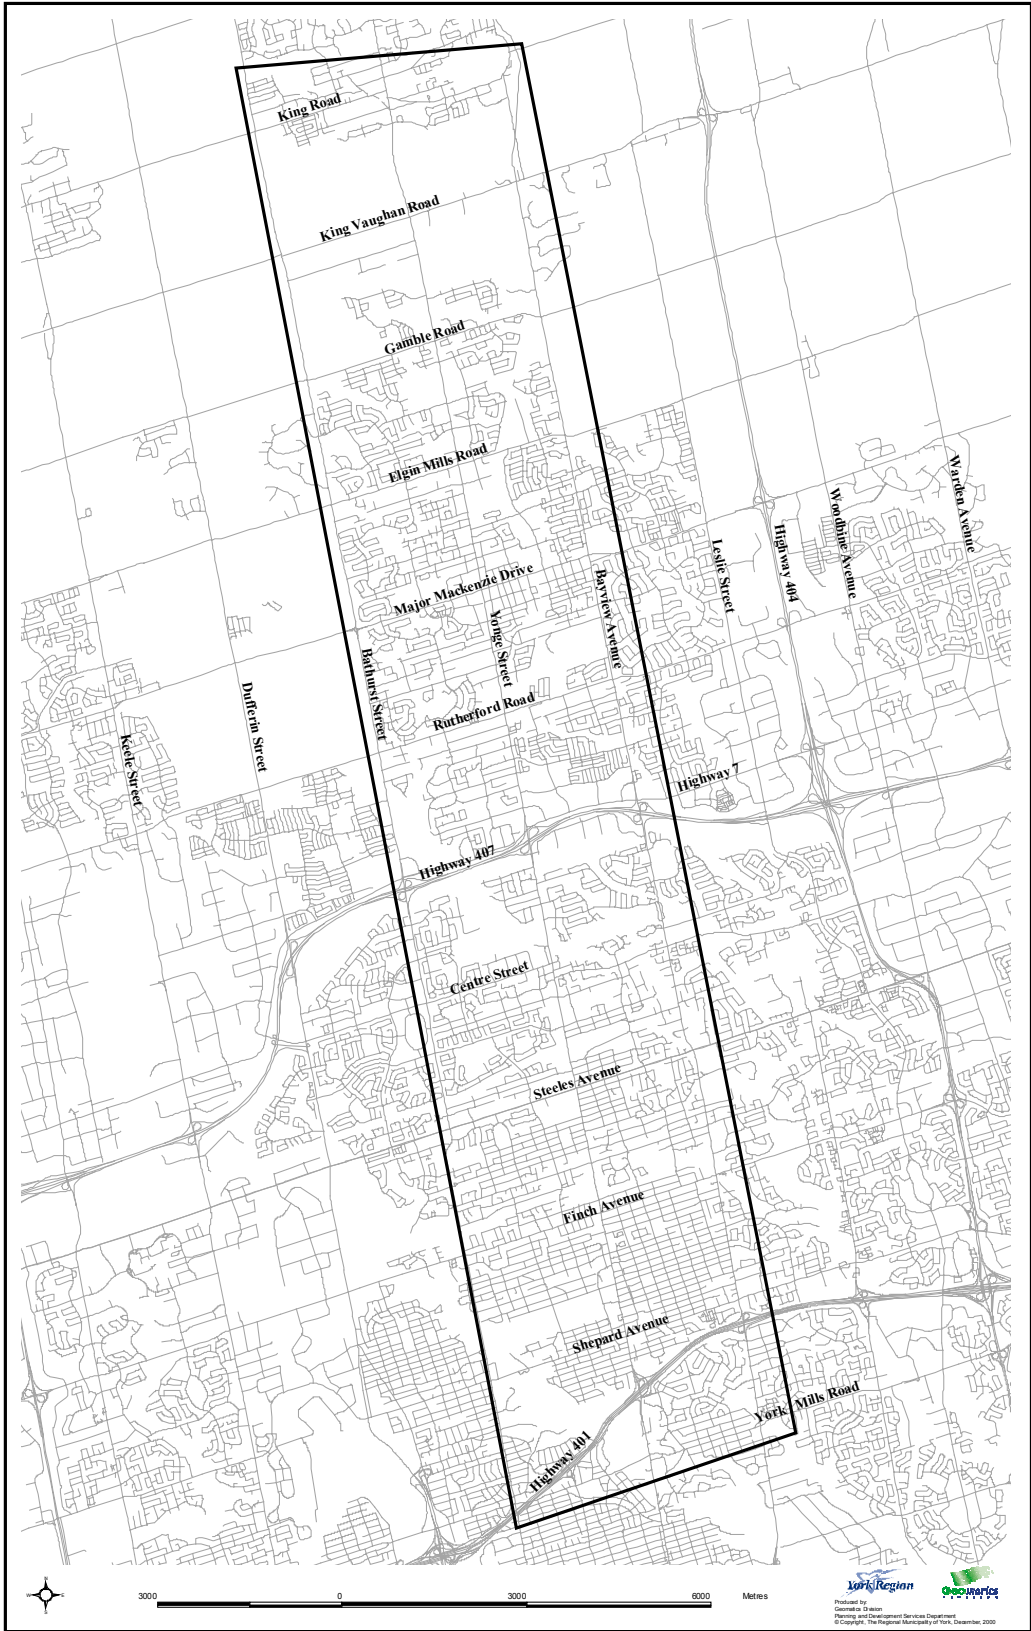 King Road
King Vaughan Road
Gamble Road
Elgin Mills Road
Major Mackenzie Drive
Rutherford Road
Highway 7
Highway 407
Centre Street
Steeles Avenue
Finch Avenue
Shepard Avenue
York Mills Road
Highway 401
Keele Street
Dufferin Street
Bathurst Street
Yonge Street
Bayview Avenue
Leslie Street
Highway 404
Woodbine Avenue
Warden Avenue
N
W E
S
3000 0 3000 6000 Metres
York Region
Geomatics
Produced by:
Geomatics Division
Planning and Development Services Department
© Copyright, The Regional Municipality of York, December, 2000